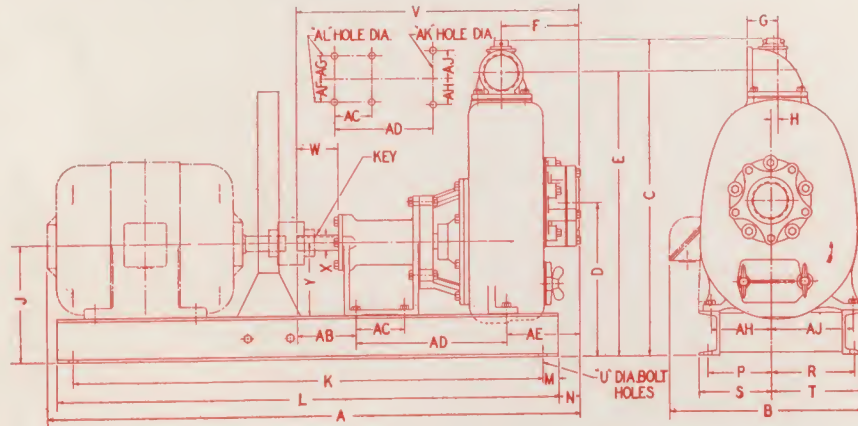 V
F
G
"AL" HOLE DIA.
"AK" HOLE DIA.
AF AG
AH AJ
AC
AD
H
W
KEY
E
C
J
X
Y
D
AB
AC
AD
AE
AH
AJ
K
M
"U" DIA. BOLT
HOLES
P
R
L
N
S
T
A
B